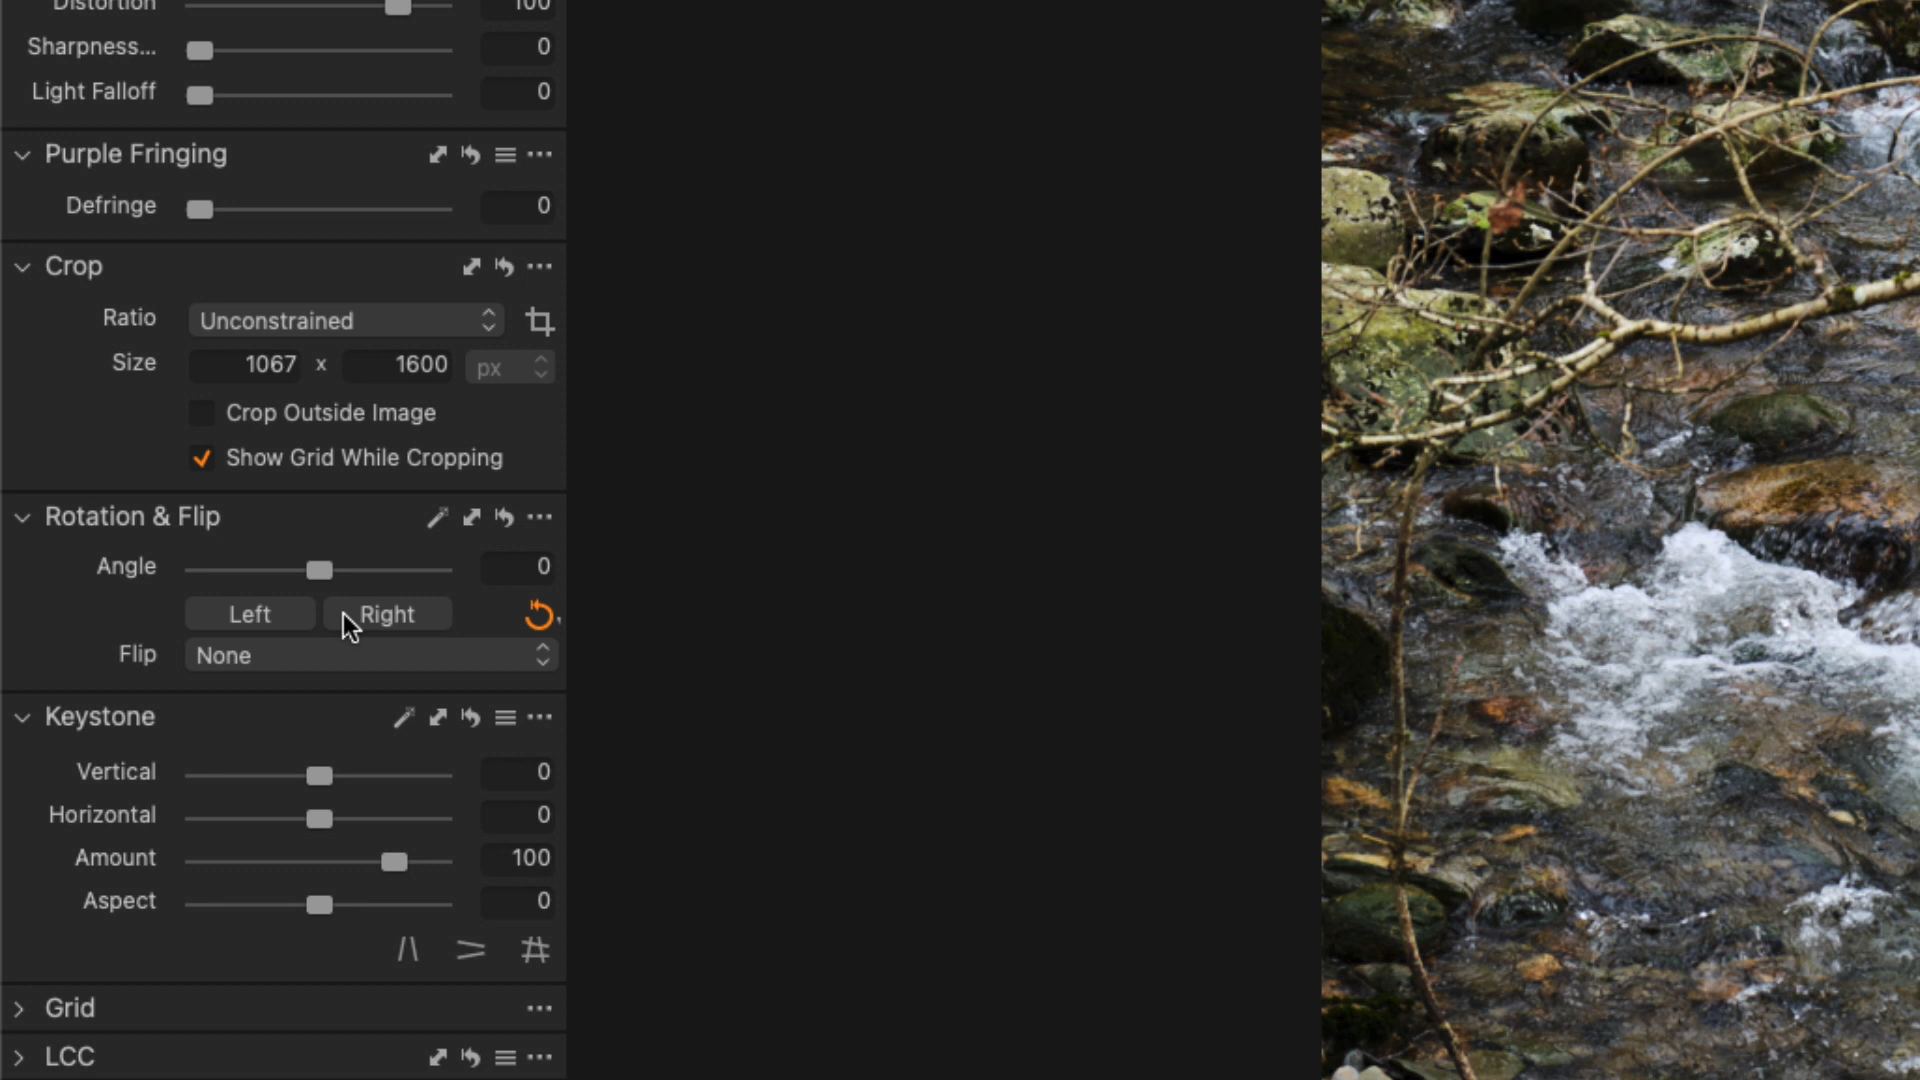 Distortion 100
Sharpness... 0
Light Falloff 0
Purple Fringing
Defringe 0
Crop
Ratio Unconstrained
Size 1067 x 1600 px
Crop Outside Image
Show Grid While Cropping
Rotation & Flip
Angle 0
Left Right
Flip None
Keystone
Vertical 0
Horizontal 0
Amount 100
Aspect 0
Grid
LCC